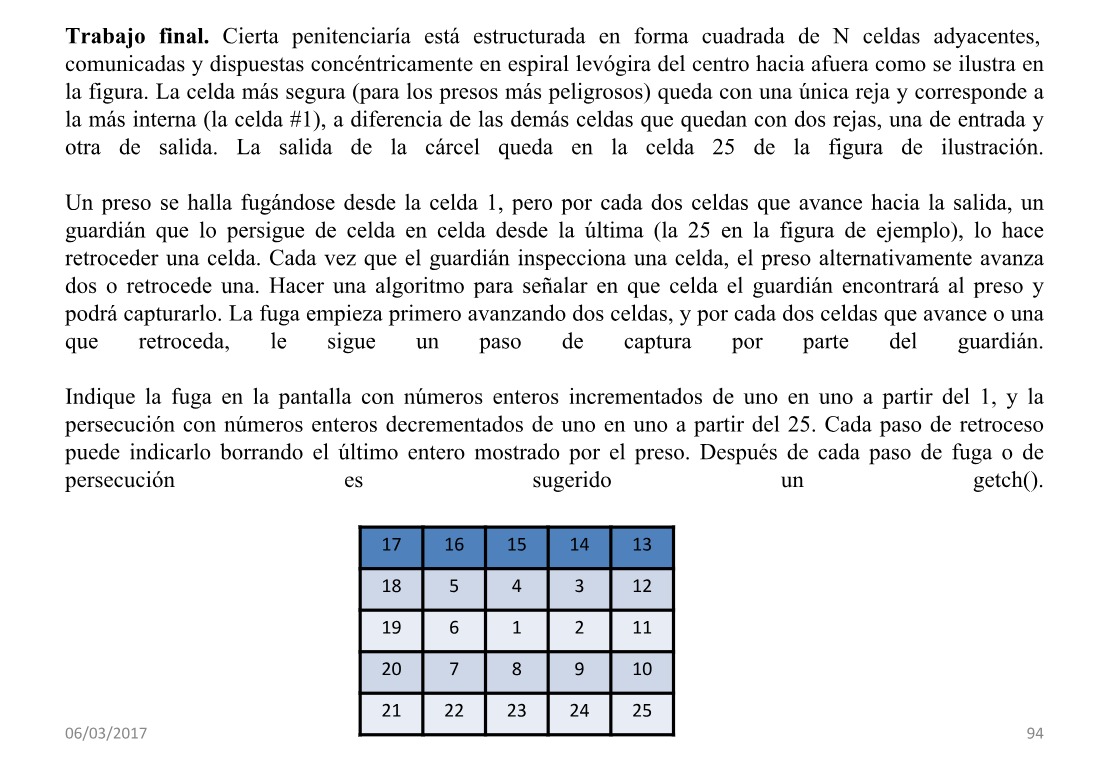 Trabajo final. Cierta penitenciaría está estructurada en forma cuadrada de N celdas adyacentes,
comunicadas y dispuestas concéntricamente en espiral levógira del centro hacia afuera como se ilustra en
la figura. La celda más segura (para los presos más peligrosos) queda con una única reja y corresponde a
la más interna (la celda #1), a diferencia de las demás celdas que quedan con dos rejas, una de entrada y
otra de salida. La salida de la cárcel queda en la celda 25 de la figura de ilustración.
Un preso se halla fugándose desde la celda 1, pero por cada dos celdas que avance hacia la salida, un
guardián que lo persigue de celda en celda desde la última (la 25 en la figura de ejemplo), lo hace
retroceder una celda. Cada vez que el guardián inspecciona una celda, el preso alternativamente avanza
dos o retrocede una. Hacer una algoritmo para señalar en que celda el guardián encontrará al preso y
podrá capturarlo. La fuga empieza primero avanzando dos celdas, y por cada dos celdas que avance o una
que retroceda, le sigue un paso de captura por parte del guardián.
Indique la fuga en la pantalla con números enteros incrementados de uno en uno a partir del 1, y la
persecución con números enteros decrementados de uno en uno a partir del 25. Cada paso de retroceso
puede indicarlo borrando el último entero mostrado por el preso. Después de cada paso de fuga o de
persecución es sugerido un getch().
17 16 15 14 13
18 5 4 3 12
19 6 1 2 11
20 7 8 9 10
21 22 23 24 25
06/03/2017 94